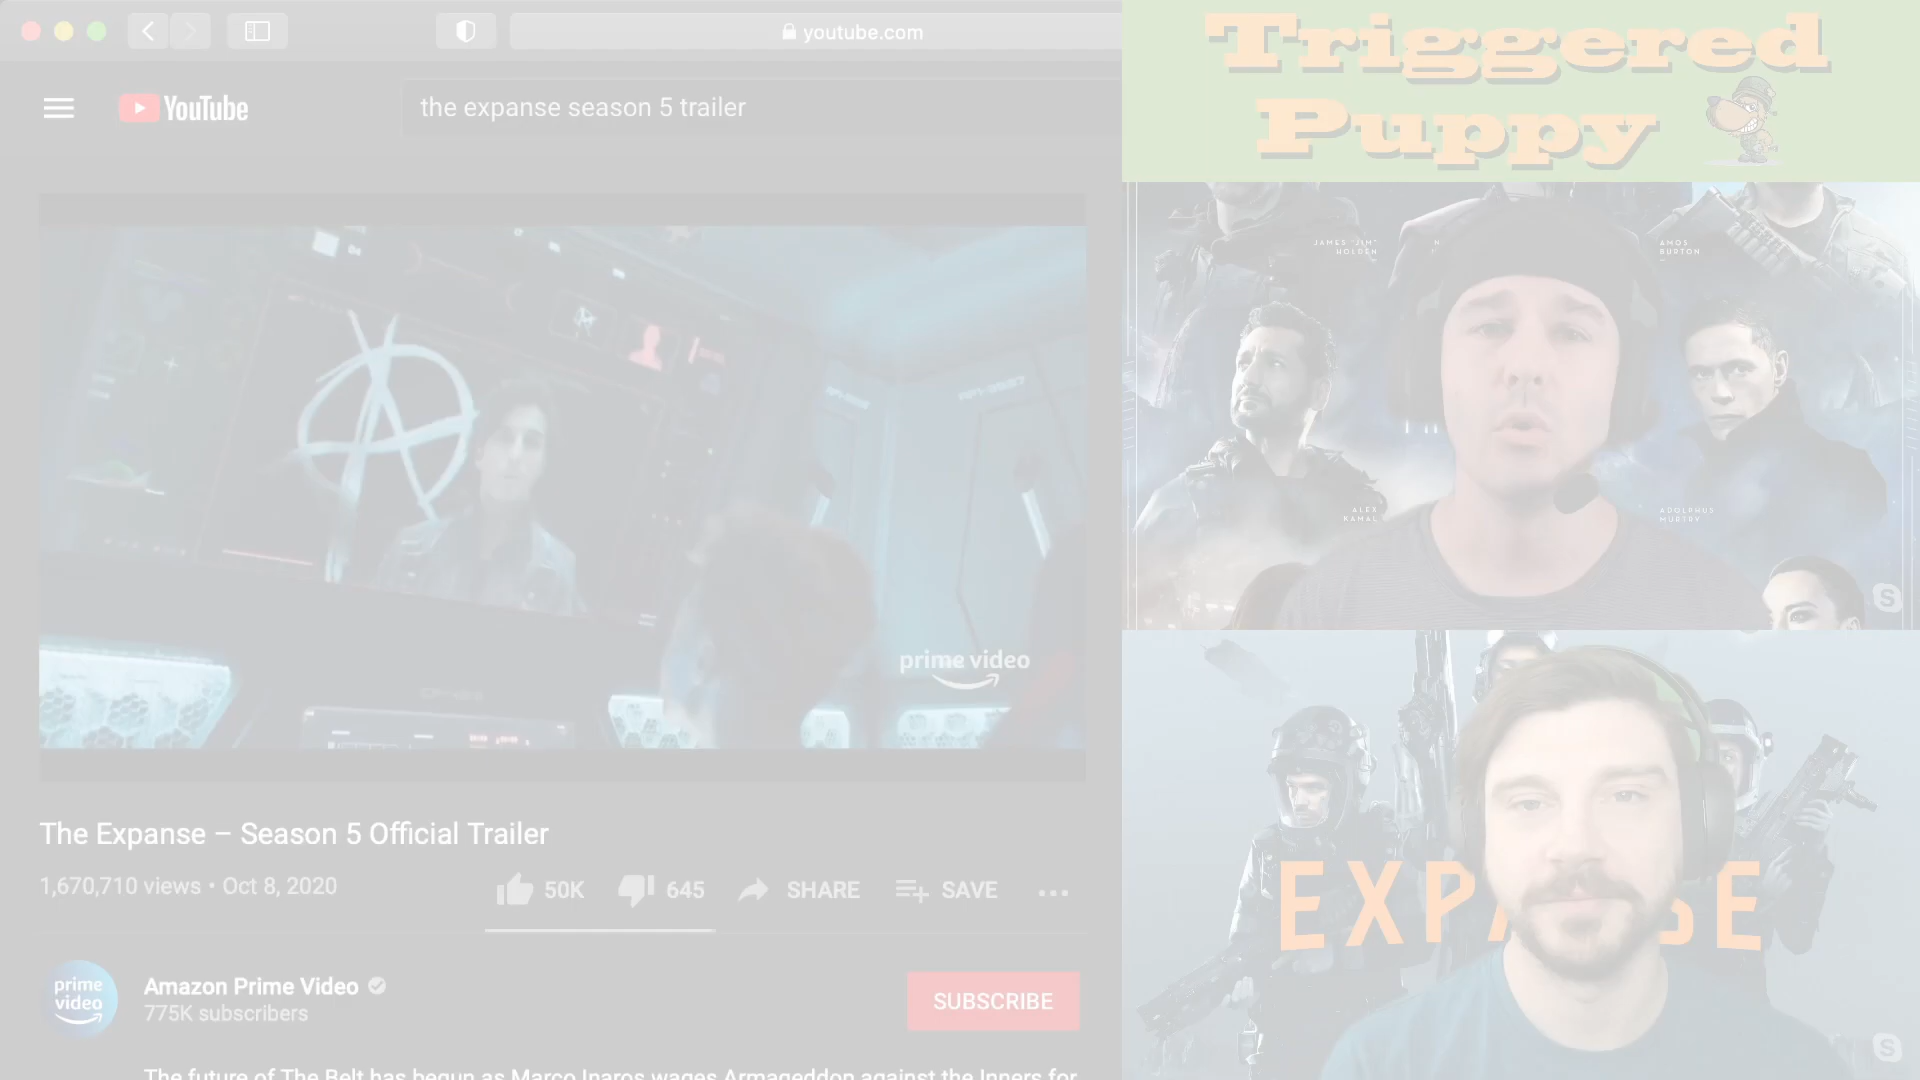 youtube.com
YouTube
the expanse season 5 trailer
Triggered
Puppy
JAMES "JIM"
HOLDEN
AMOS
BURTON
ALEX
KAMAL
ADOLPHUS
MURTRY
prime video
The Expanse – Season 5 Official Trailer
1,670,710 views • Oct 8, 2020
50K
645
SHARE
SAVE
prime
video
Amazon Prime Video
775K subscribers
SUBSCRIBE
The future of The Belt has begun as Marco Inaros wages Armageddon against the Inners for